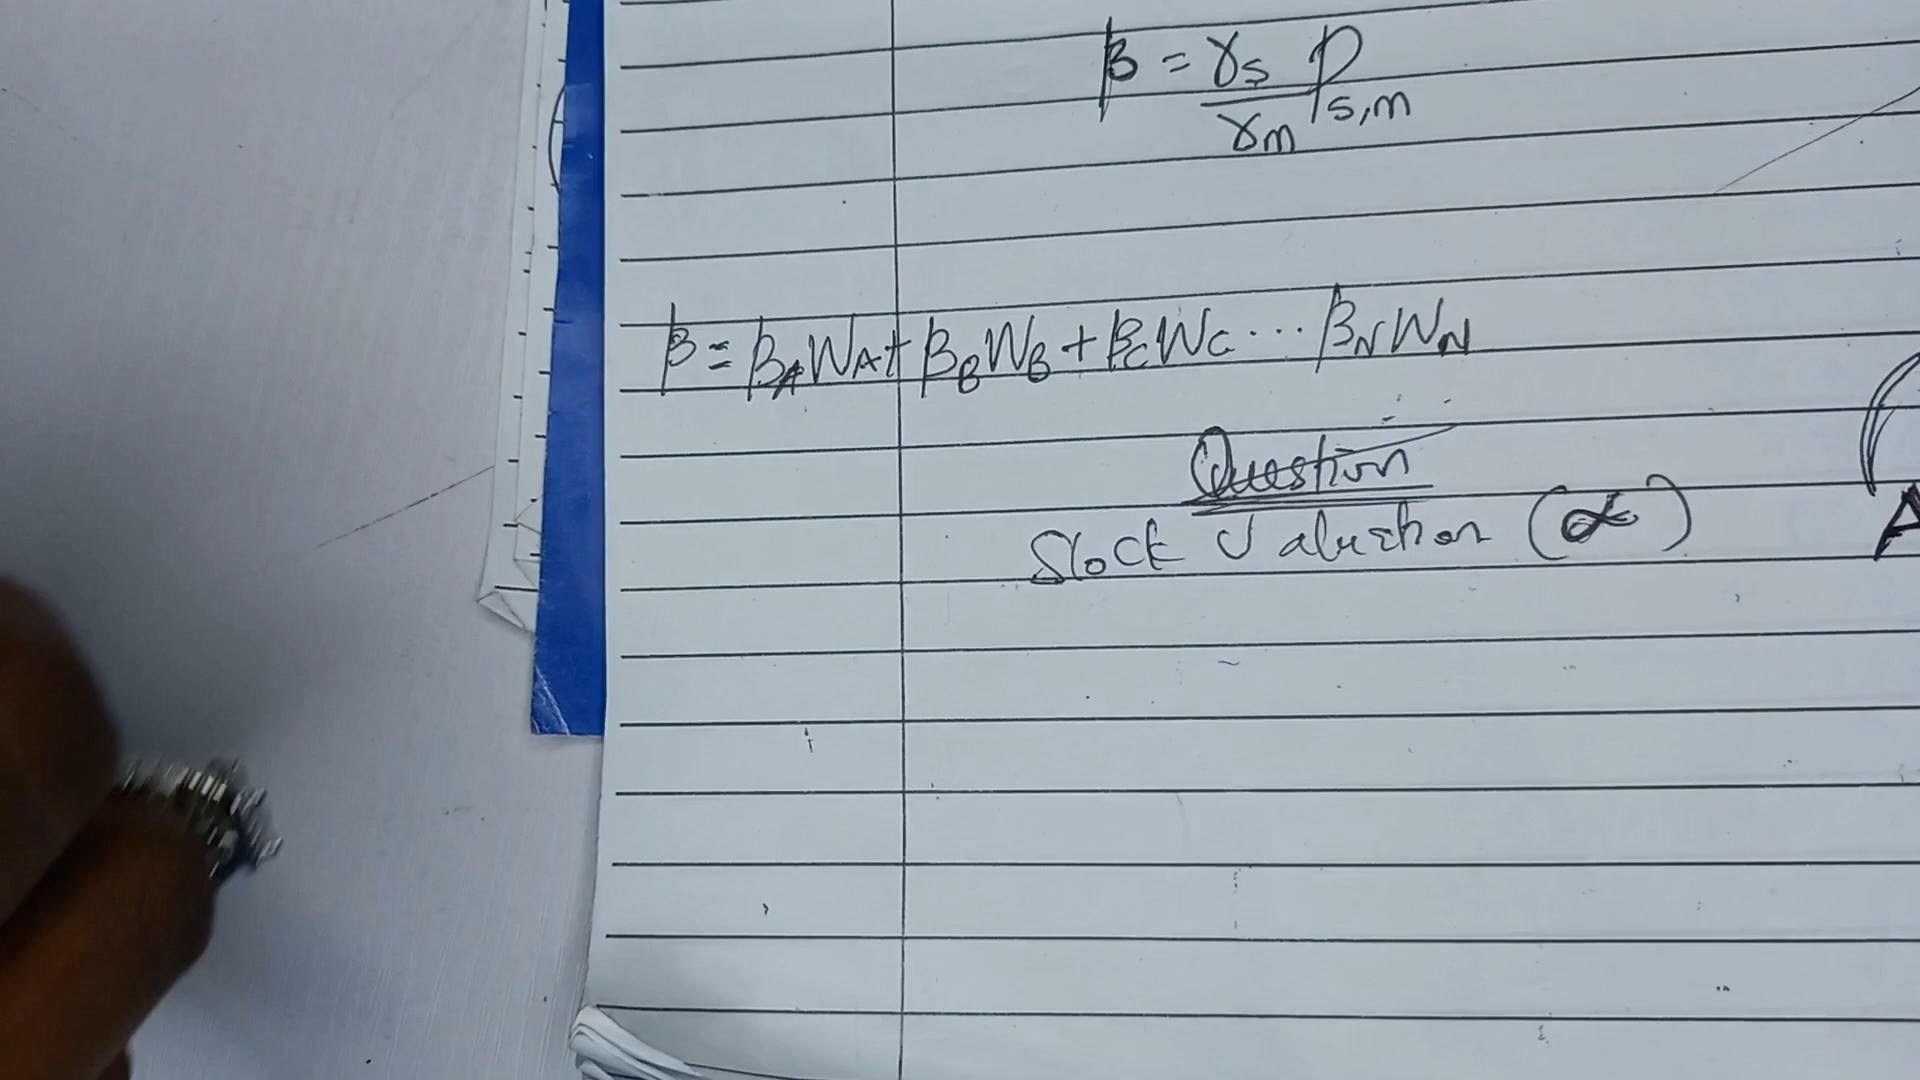 β = γs ρs,m
γm
β = βAWA + βBWB + βCWC ... βNWN
Question
Stock Valuation (α)
A